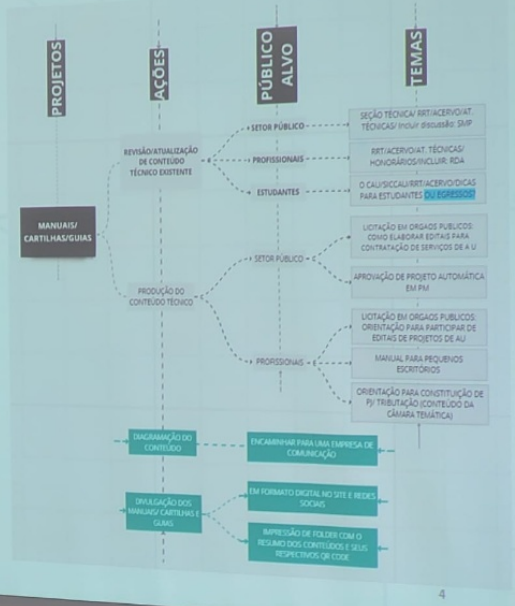 PROJETOS
AÇÕES
PÚBLICO
ALVO
TEMAS
MANUAIS/
CARTILHAS/GUIAS
REVISÃO/ATUALIZAÇÃO
DE CONTEÚDO
TÉCNICO EXISTENTE
SETOR PÚBLICO
PROFISSIONAIS
ESTUDANTES
SEÇÃO TÉCNICA/ RRT/ACERVO/AT.
TÉCNICAS/ Incluir discussão: SMP
RRT/ACERVO/AT. TÉCNICAS/
HONORÁRIOS/INCLUIR: RDA
O CAU/SICCAU/RRT/ACERVO/DICAS
PARA ESTUDANTES OU EGRESSOS?
PRODUÇÃO DO
CONTEÚDO TÉCNICO
SETOR PÚBLICO
LICITAÇÃO EM ORGAOS PUBLICOS:
COMO ELABORAR EDITAIS PARA
CONTRATAÇÃO DE SERVIÇOS DE A U
APROVAÇÃO DE PROJETO AUTOMÁTICA
EM PM
PROFISSIONAIS
LICITAÇÃO EM ORGAOS PUBLICOS:
ORIENTAÇÃO PARA PARTICIPAR DE
EDITAIS DE PROJETOS DE AU
MANUAL PARA PEQUENOS
ESCRITÓRIOS
ORIENTAÇÃO PARA CONSTITUIÇÃO DE
PJ/ TRIBUTAÇÃO (CONTEÚDO DA
CÂMARA TEMÁTICA)
DIAGRAMAÇÃO DO
CONTEÚDO
ENCAMINHAR PARA UMA EMPRESA DE
COMUNICAÇÃO
DIVULGAÇÃO DOS
MANUAIS/ CARTILHAS E
GUIAS
EM FORMATO DIGITAL NO SITE E REDES
SOCIAIS
IMPRESSÃO DE FOLDER COM O
RESUMO DOS CONTEÚDOS E SEUS
RESPECTIVOS QR CODE
4